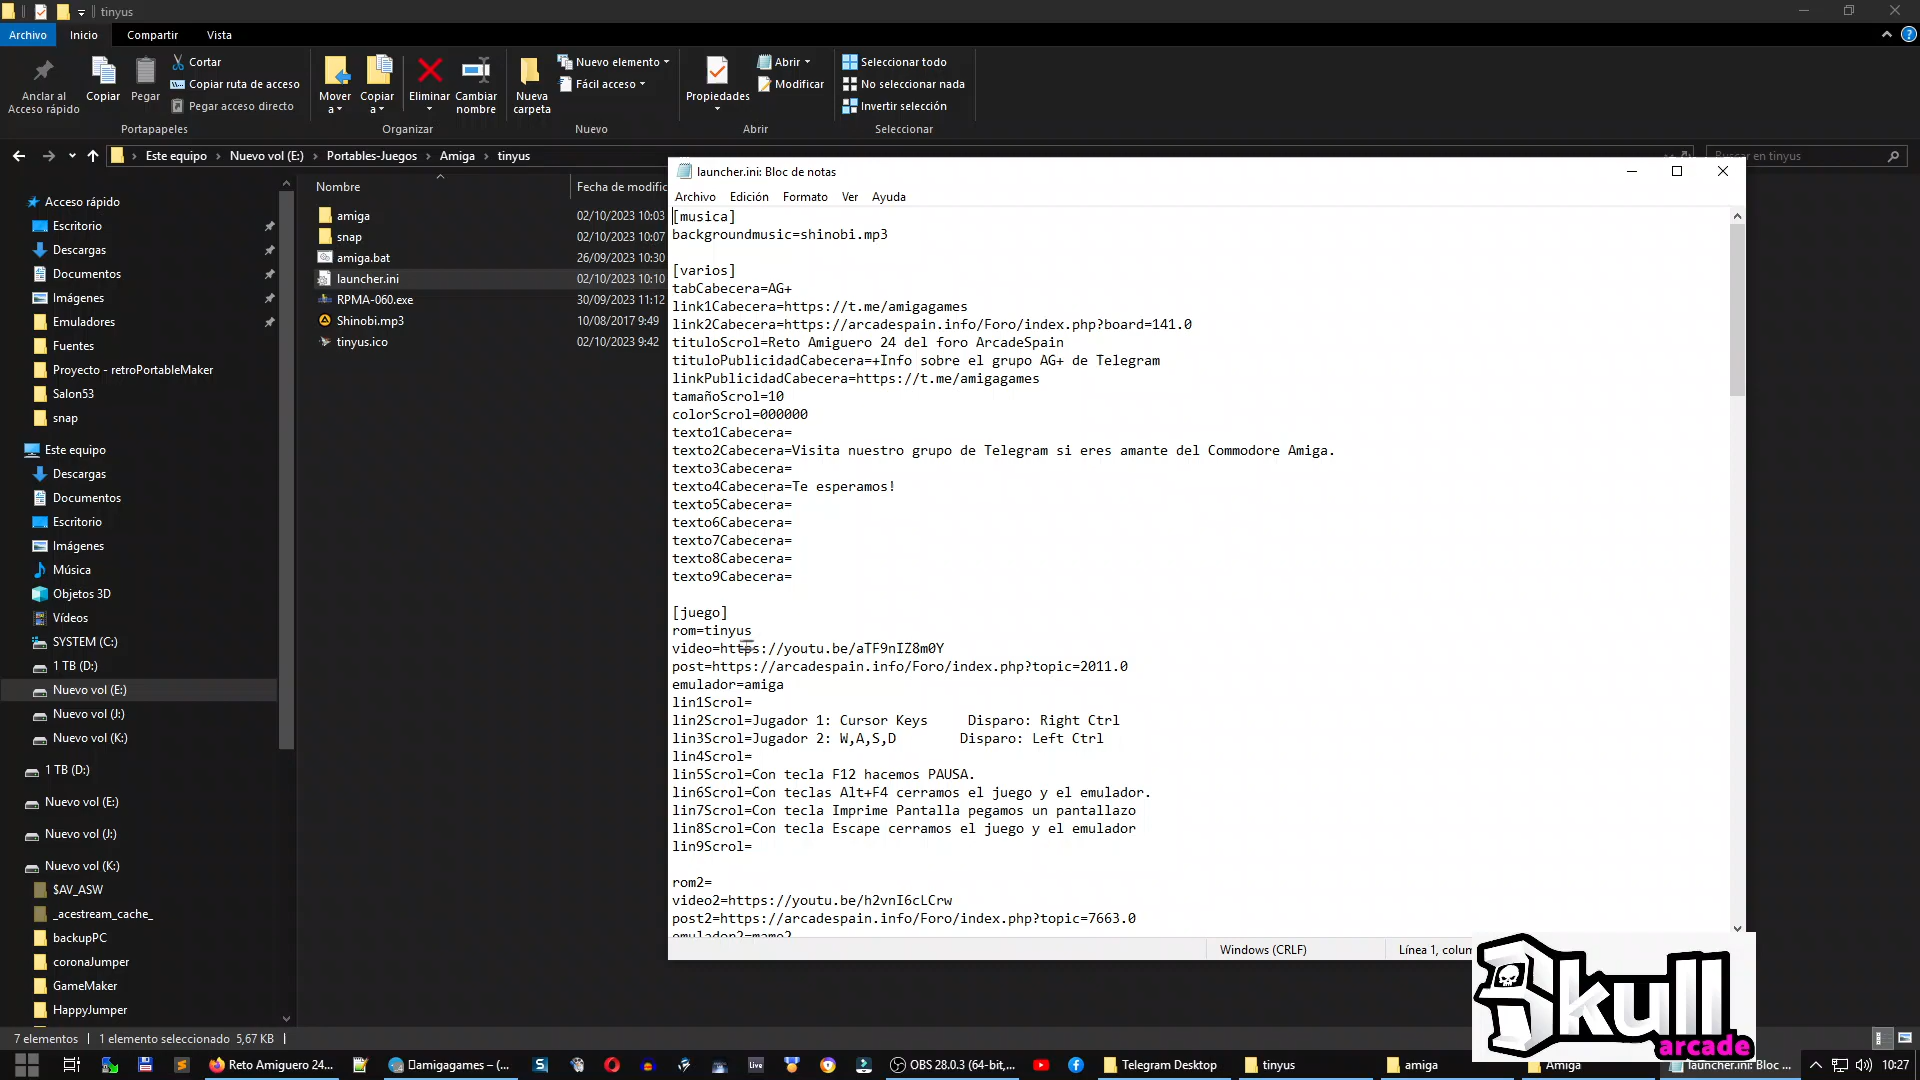 tinyus
Archivo
Inicio
Compartir
Vista
Anclar al
Acceso rápido
Copiar
Pegar
Cortar
Copiar ruta de acceso
Pegar acceso directo
Portapapeles
Mover
a
Copiar
a
Eliminar
Cambiar
nombre
Organizar
Nueva
carpeta
Nuevo elemento
Fácil acceso
Nuevo
Propiedades
Abrir
Modificar
Abrir
Seleccionar todo
No seleccionar nada
Invertir selección
Seleccionar
Este equipo > Nuevo vol (E:) > Portables-Juegos > Amiga > tinyus
Buscar en tinyus
Acceso rápido
Escritorio
Descargas
Documentos
Imágenes
Emuladores
Fuentes
Proyecto - retroPortableMaker
Salon53
snap
Este equipo
Descargas
Documentos
Escritorio
Imágenes
Música
Objetos 3D
Vídeos
SYSTEM (C:)
1 TB (D:)
Nuevo vol (E:)
Nuevo vol (J:)
Nuevo vol (K:)
1 TB (D:)
Nuevo vol (E:)
Nuevo vol (J:)
Nuevo vol (K:)
$AV_ASW
_acestream_cache_
backupPC
coronaJumper
GameMaker
HappyJumper
Nombre
Fecha de modific
amiga 02/10/2023 10:03
snap 02/10/2023 10:07
amiga.bat 26/09/2023 10:30
launcher.ini 02/10/2023 10:10
RPMA-060.exe 30/09/2023 11:12
Shinobi.mp3 10/08/2017 9:49
tinyus.ico 02/10/2023 9:42
launcher.ini: Bloc de notas
Archivo Edición Formato Ver Ayuda
[musica]
backgroundmusic=shinobi.mp3
[varios]
tabCabecera=AG+
link1Cabecera=https://t.me/amigagames
link2Cabecera=https://arcadespain.info/Foro/index.php?board=141.0
tituloScrol=Reto Amiguero 24 del foro ArcadeSpain
tituloPublicidadCabecera=+Info sobre el grupo AG+ de Telegram
linkPublicidadCabecera=https://t.me/amigagames
tamañoScrol=10
colorScrol=000000
texto1Cabecera=
texto2Cabecera=Visita nuestro grupo de Telegram si eres amante del Commodore Amiga.
texto3Cabecera=
texto4Cabecera=Te esperamos!
texto5Cabecera=
texto6Cabecera=
texto7Cabecera=
texto8Cabecera=
texto9Cabecera=
[juego]
rom=tinyus
video=https://youtu.be/aTF9nIZ8m0Y
post=https://arcadespain.info/Foro/index.php?topic=2011.0
emulador=amiga
lin1Scrol=
lin2Scrol=Jugador 1: Cursor Keys     Disparo: Right Ctrl
lin3Scrol=Jugador 2: W,A,S,D        Disparo: Left Ctrl
lin4Scrol=
lin5Scrol=Con tecla F12 hacemos PAUSA.
lin6Scrol=Con teclas Alt+F4 cerramos el juego y el emulador.
lin7Scrol=Con tecla Imprime Pantalla pegamos un pantallazo
lin8Scrol=Con tecla Escape cerramos el juego y el emulador
lin9Scrol=
rom2=
video2=https://youtu.be/h2vnI6cLCrw
post2=https://arcadespain.info/Foro/index.php?topic=7663.0
emulador2=mame2
Windows (CRLF)
Línea 1, colum
Skull
arcade
7 elementos
1 elemento seleccionado 5,67 KB
Reto Amiguero 24...
amigagames – (...
Live
OBS 28.0.3 (64-bit,...
Telegram Desktop
tinyus
amiga
Amiga
launcher.ini: Bloc ...
10:27